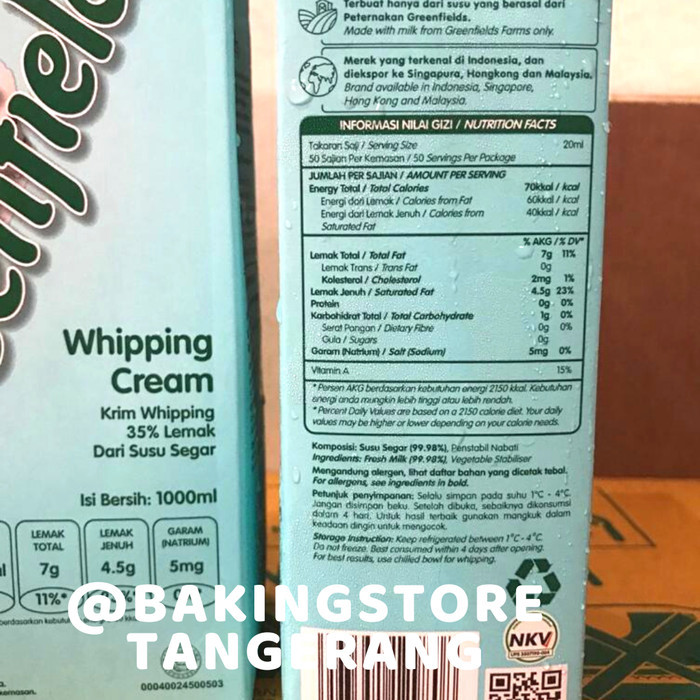 Whipping
Cream
Krim Whipping
35% Lemak
Dari Susu Segar
Isi Bersih: 1000ml
LEMAK
TOTAL
7g
11%*
LEMAK
JENUH
4.5g
GARAM
(NATRIUM)
5mg
00040024500503
Terbuat hanya dari susu yang berasal dari
Peternakan Greenfields.
Made with milk from Greenfields Farms only.
Merek yang terkenal di Indonesia, dan
diekspor ke Singapura, Hongkong dan Malaysia.
Brand available in Indonesia, Singapore,
Hong Kong and Malaysia.
INFORMASI NILAI GIZI / NUTRITION FACTS
Takaran Saji / Serving Size 20ml
50 Sajian Per Kemasan / 50 Servings Per Package
JUMLAH PER SAJIAN / AMOUNT PER SERVING
Energy Total / Total Calories 70kkal / kcal
Energi dari Lemak / Calories from Fat 60kkal / kcal
Energi dari Lemak Jenuh / Calories from 40kkal / kcal
Saturated Fat
% AKG / % DV*
Lemak Total / Total Fat 7g 11%
Lemak Trans / Trans Fat 0g
Kolesterol / Cholesterol 2mg 1%
Lemak Jenuh / Saturated Fat 4.5g 23%
Protein 0g 0%
Karbohidrat Total / Total Carbohydrate 1g 0%
Serat Pangan / Dietary Fibre 0g 0%
Gula / Sugars 0g
Garam (Natrium) / Salt (Sodium) 5mg 0%
Vitamin A 15%
*Persen AKG berdasarkan kebutuhan energi 2150 kkal. Kebutuhan
energi anda mungkin lebih tinggi atau lebih rendah.
*Percent Daily Values are based on a 2150 calorie diet. Your daily
values may be higher or lower depending on your calorie needs.
Komposisi: Susu Segar (99.98%), Penstabil Nabati
Ingredients: Fresh Milk (99.98%), Vegetable Stabiliser
Mengandung alergen, lihat daftar bahan yang dicetak tebal.
For allergens, see ingredients in bold.
Petunjuk penyimpanan: Selalu simpan pada suhu 1°C - 4°C.
Jangan disimpan beku. Setelah dibuka, sebaiknya dikonsumsi
dalam 4 hari. Untuk hasil terbaik gunakan mangkuk dalam
keadaan dingin untuk mengocok.
Storage Instruction: Keep refrigerated between 1°C - 4°C.
Do not freeze. Best consumed within 4 days after opening.
For best results, use chilled bowl for whipping.
NKV
@BAKINGSTORE
TANGERANG